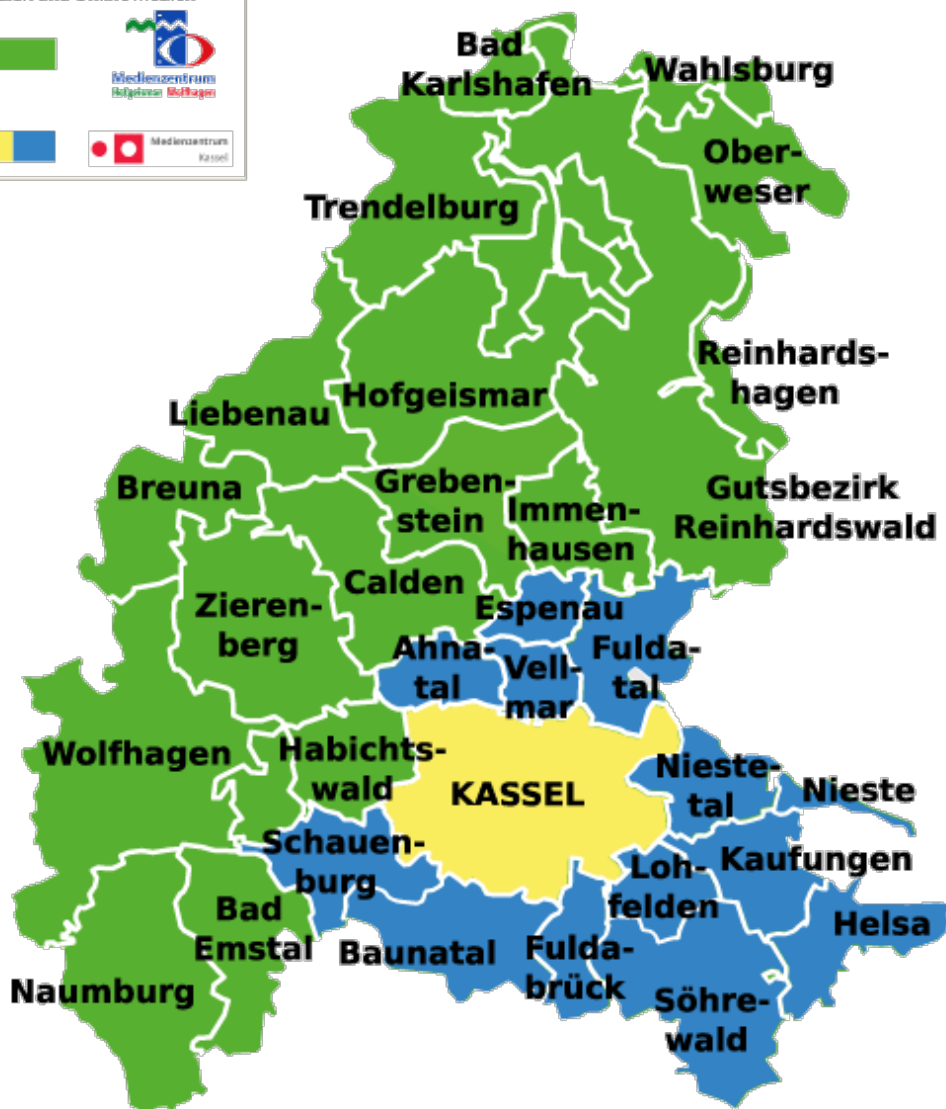 Medienzentrum
Hofgeismar Wolfhagen
Medienzentrum
Kassel
Bad
Karlshafen
Wahlsburg
Ober-
weser
Trendelburg
Reinhards-
hagen
Hofgeismar
Liebenau
Breuna
Greben-
stein
Immen-
hausen
Gutsbezirk
Reinhardswald
Calden
Zieren-
berg
Espenau
Ahna-
tal
Vell-
mar
Fulda-
tal
Wolfhagen
Habichts-
wald
KASSEL
Nieste-
tal
Nieste
Schauen-
burg
Loh-
felden
Kaufungen
Bad
Emstal
Helsa
Baunatal
Fulda-
brück
Naumburg
Söhre-
wald